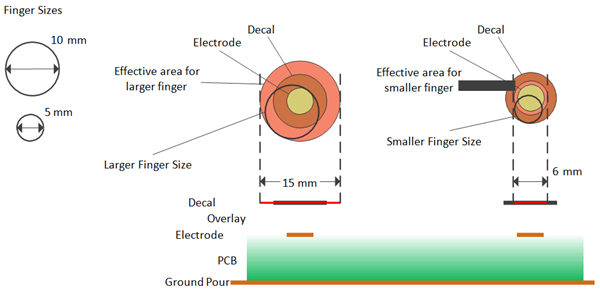 Finger Sizes
10 mm
5 mm
Decal
Electrode
Effective area for
larger finger
Larger Finger Size
15 mm
Decal
Electrode
Effective area for
smaller finger
Smaller Finger Size
6 mm
Decal
Overlay
Electrode
PCB
Ground Pour